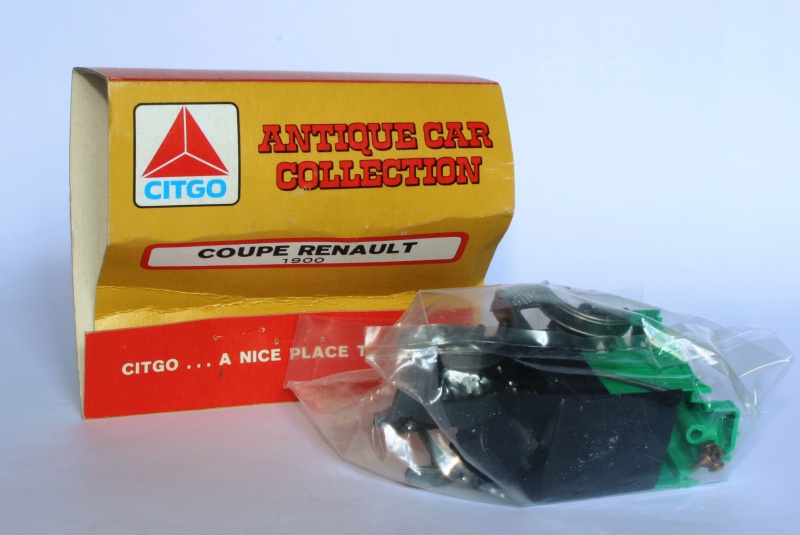 CITGO
ANTIQUE CAR
COLLECTION
COUPE RENAULT
1900
CITGO ... A NICE PLACE